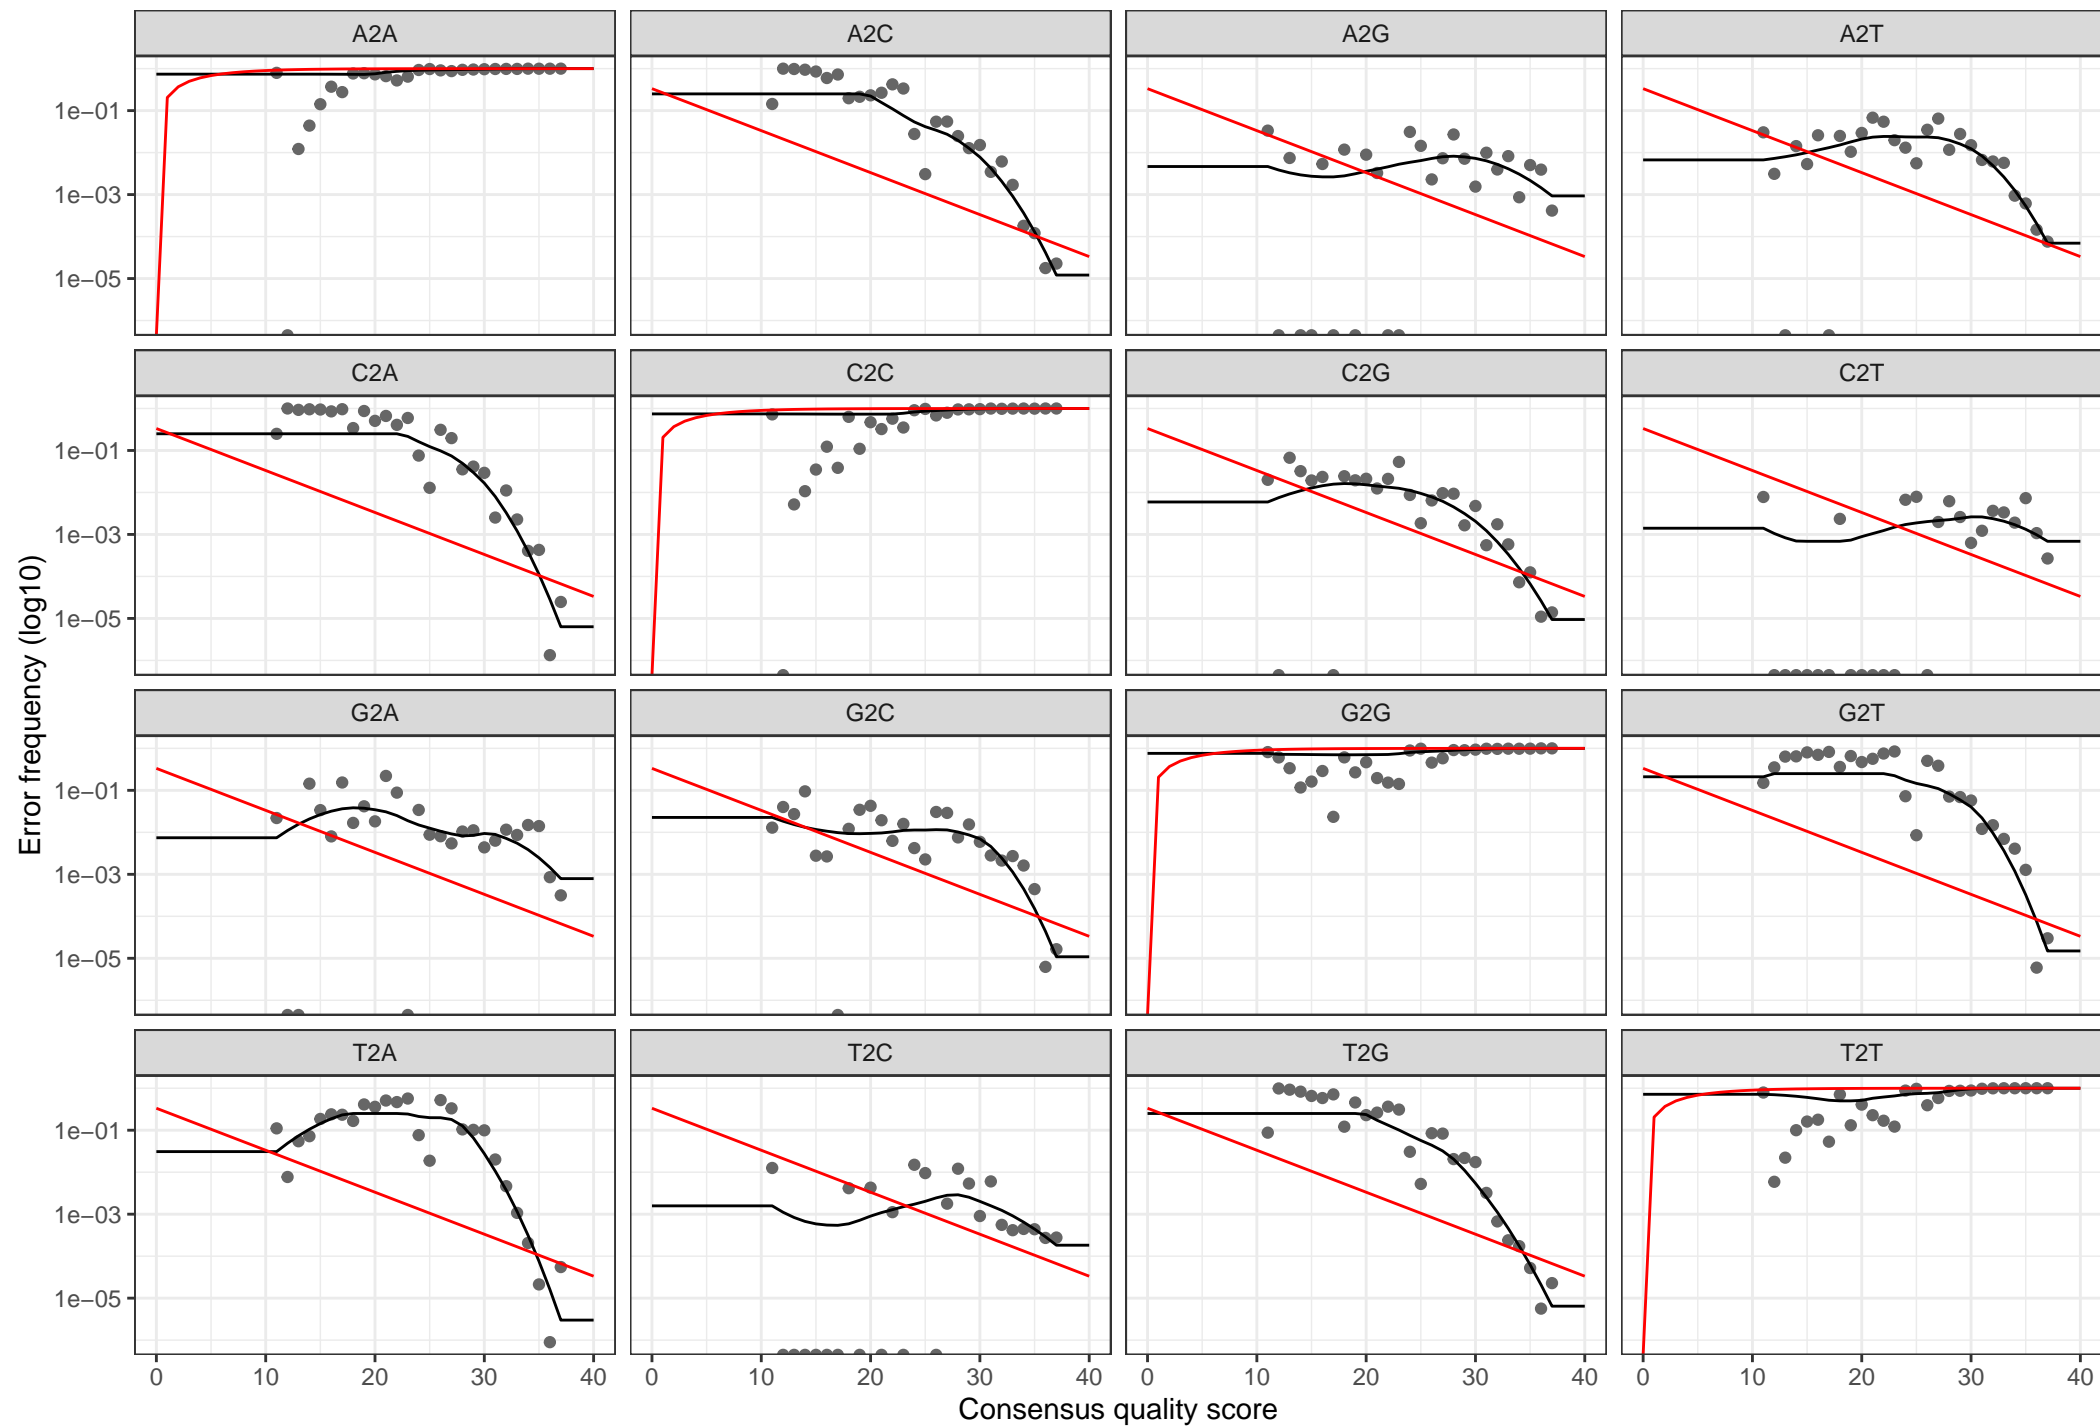 A2A A2C A2G A2T
1e−01
1e−03
1e−05
C2A C2C C2G C2T
1e−01
1e−03
1e−05
G2A G2C G2G G2T
1e−01
1e−03
1e−05
T2A T2C T2G T2T
1e−01
1e−03
1e−05
0 10 20 30 40 0 10 20 30 40 0 10 20 30 40 0 10 20 30 40
Consensus quality score
Error frequency (log10)